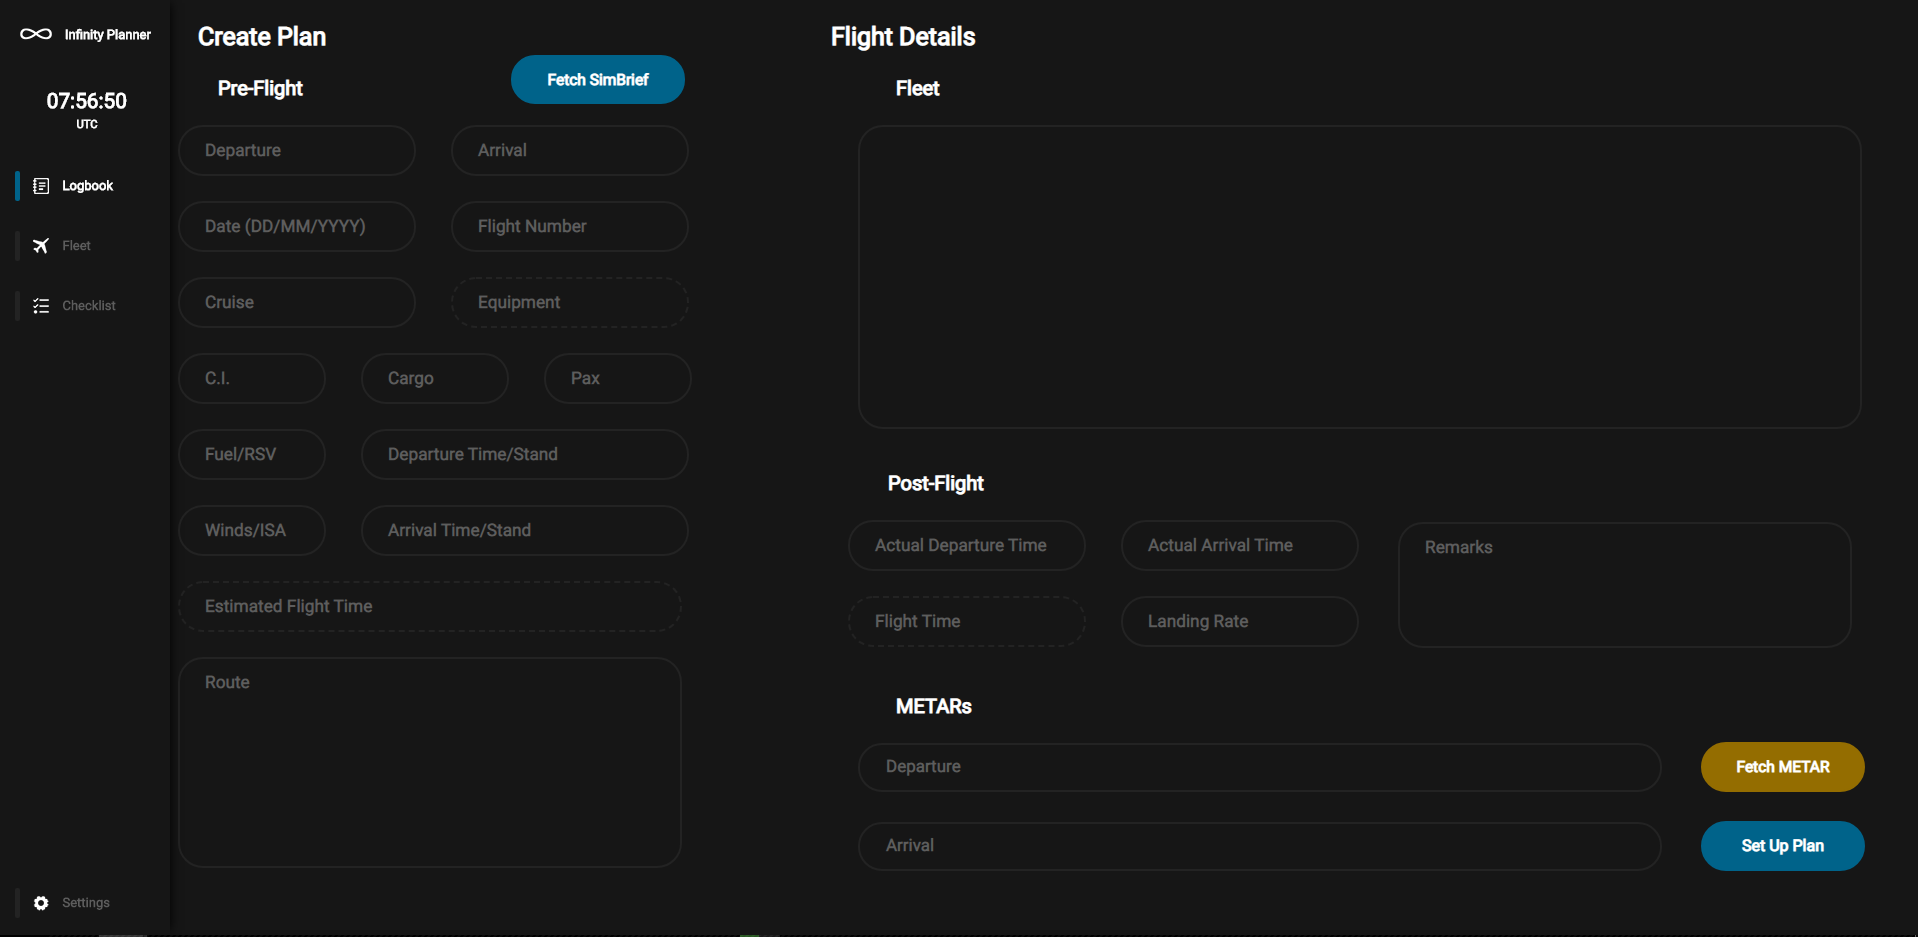 Infinity Planner
07:56:50
UTC
Logbook
Fleet
Checklist
Settings
Create Plan
Pre-Flight
Fetch SimBrief
Departure
Arrival
Date (DD/MM/YYYY)
Flight Number
Cruise
Equipment
C.I.
Cargo
Pax
Fuel/RSV
Departure Time/Stand
Winds/ISA
Arrival Time/Stand
Estimated Flight Time
Route
Flight Details
Fleet
Post-Flight
Actual Departure Time
Actual Arrival Time
Remarks
Flight Time
Landing Rate
METARs
Departure
Fetch METAR
Arrival
Set Up Plan